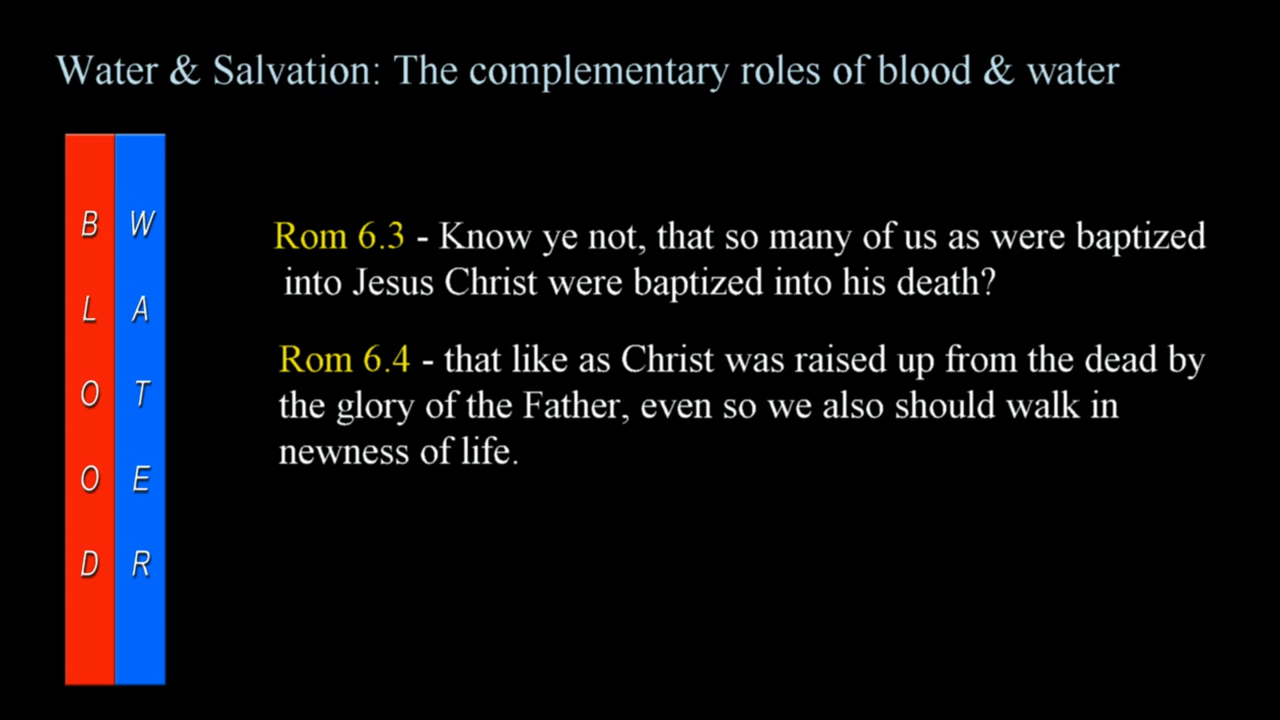 Water & Salvation: The complementary roles of blood & water
BLOOD
WATER
Rom 6.3 - Know ye not, that so many of us as were baptized
into Jesus Christ were baptized into his death?
Rom 6.4 - that like as Christ was raised up from the dead by
the glory of the Father, even so we also should walk in
newness of life.